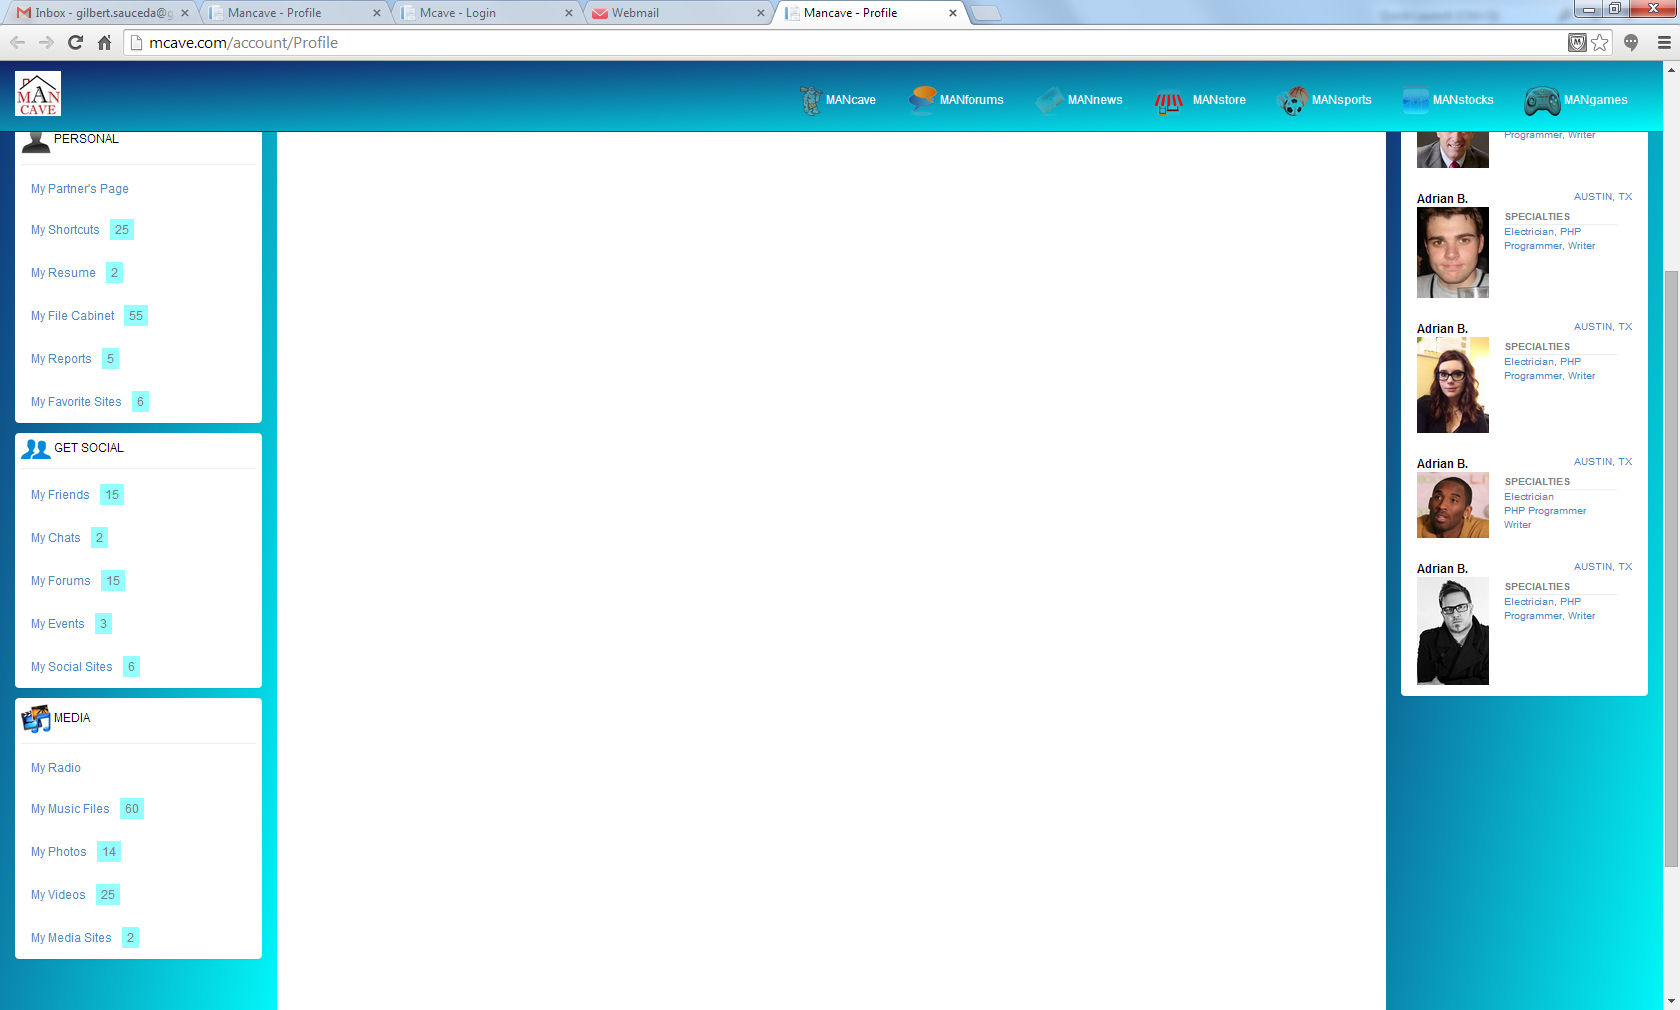 Inbox - gilbert.sauceda@g
Mancave - Profile
Mcave - Login
Webmail
Mancave - Profile
mcave.com/account/Profile
MAN
CAVE
MANcave
MANforums
MANnews
MANstore
MANsports
MANstocks
MANgames
PERSONAL
My Partner's Page
My Shortcuts 25
My Resume 2
My File Cabinet 55
My Reports 5
My Favorite Sites 6
GET SOCIAL
My Friends 15
My Chats 2
My Forums 15
My Events 3
My Social Sites 6
MEDIA
My Radio
My Music Files 60
My Photos 14
My Videos 25
My Media Sites 2
Programmer, Writer
Adrian B. AUSTIN, TX
SPECIALTIES
Electrician, PHP
Programmer, Writer
Adrian B. AUSTIN, TX
SPECIALTIES
Electrician, PHP
Programmer, Writer
Adrian B. AUSTIN, TX
SPECIALTIES
Electrician
PHP Programmer
Writer
Adrian B. AUSTIN, TX
SPECIALTIES
Electrician, PHP
Programmer, Writer